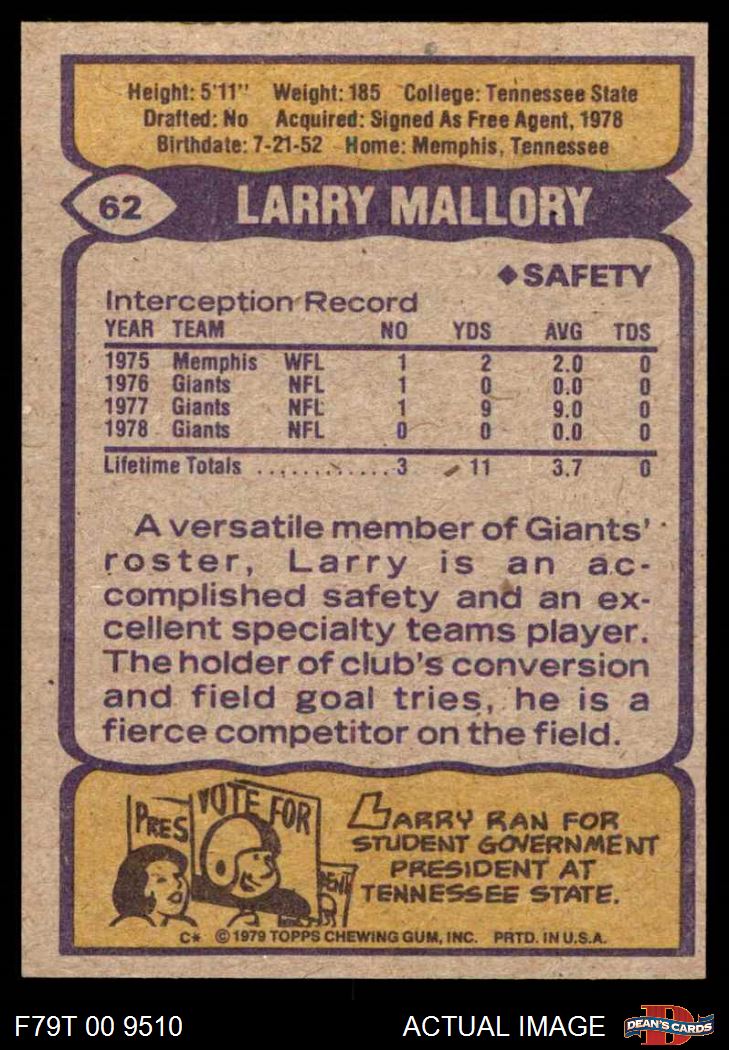 Height: 5'11" Weight: 185 College: Tennessee State
Drafted: No Acquired: Signed As Free Agent, 1978
Birthdate: 7-21-52 Home: Memphis, Tennessee
62 LARRY MALLORY
◆SAFETY
Interception Record
YEAR TEAM NO YDS AVG TDS
1975 Memphis WFL 1 2 2.0 0
1976 Giants NFL 1 0 0.0 0
1977 Giants NFL 1 9 9.0 0
1978 Giants NFL 0 0 0.0 0
Lifetime Totals ............. 3 11 3.7 0
A versatile member of Giants'
roster, Larry is an ac-
complished safety and an ex-
cellent specialty teams player.
The holder of club's conversion
and field goal tries, he is a
fierce competitor on the field.
PRES
VOTE FOR
LARRY RAN FOR
STUDENT GOVERNMENT
PRESIDENT AT
TENNESSEE STATE.
C* © 1979 TOPPS CHEWING GUM, INC. PRTD. IN U.S.A.
F79T 00 9510 ACTUAL IMAGE DEAN'S CARDS